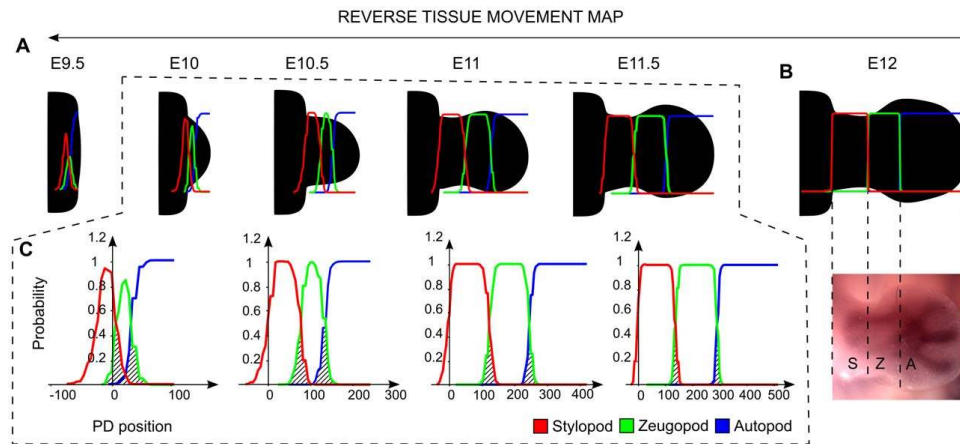 REVERSE TISSUE MOVEMENT MAP
A
E9.5 E10 E10.5 E11 E11.5
B
E12
C
Probability
1.2 1.2 1.2 1.2
1 1 1 1
0.8 0.8 0.8 0.8
0.6 0.6 0.6 0.6
0.4 0.4 0.4 0.4
0.2 0.2 0.2 0.2
-100 0 100 0 100 200 300 0 100 200 300 400 0 100 200 300 400 500
S Z A
PD position
Stylopod Zeugopod Autopod